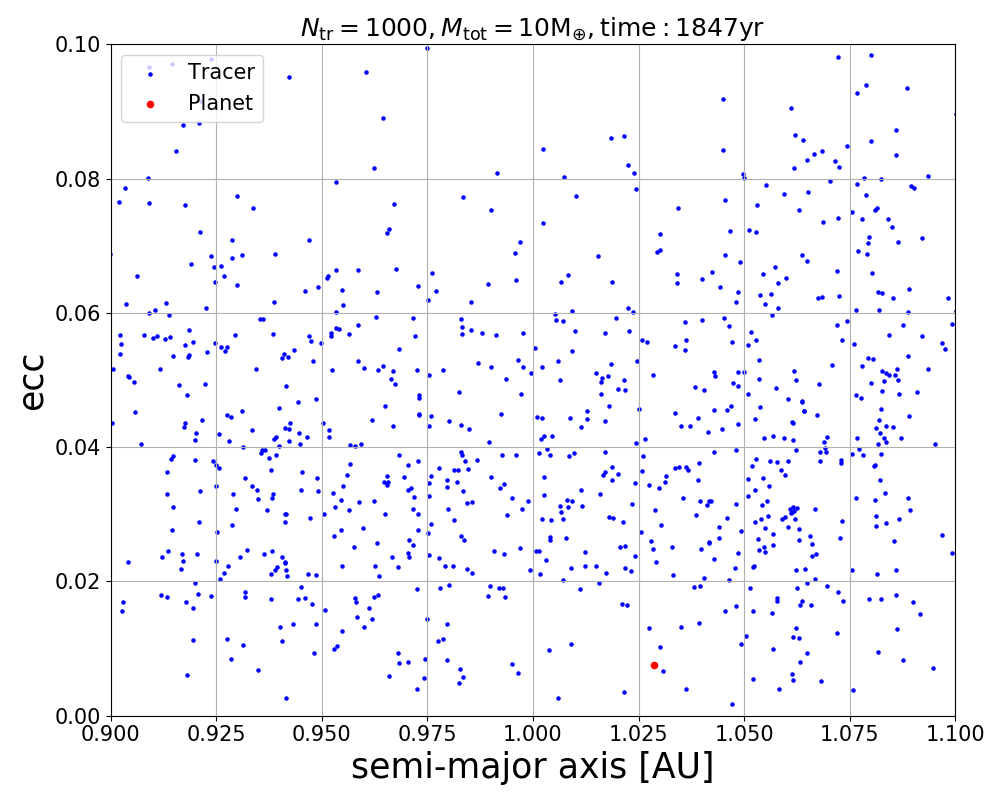 N_tr = 1000, M_tot = 10M_⊕, time : 1847yr
0.10
Tracer
Planet
0.08
0.06
ecc
0.04
0.02
0.00
0.900 0.925 0.950 0.975 1.000 1.025 1.050 1.075 1.100
semi-major axis [AU]